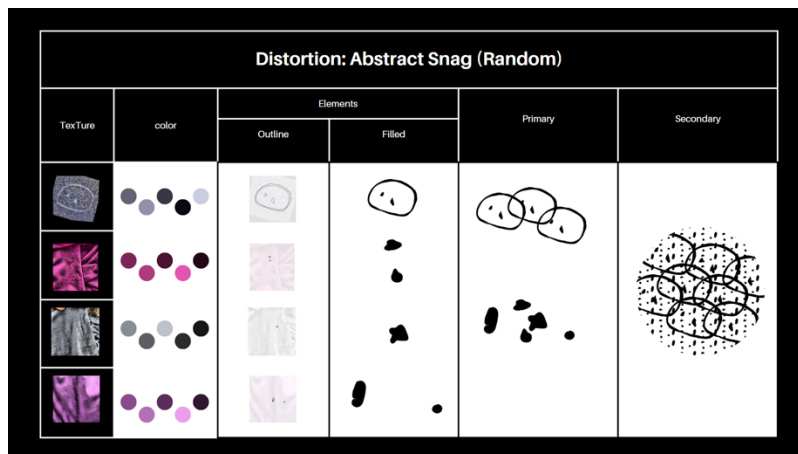 Distortion: Abstract Snag (Random)
TexTure
color
Elements
Outline
Filled
Primary
Secondary